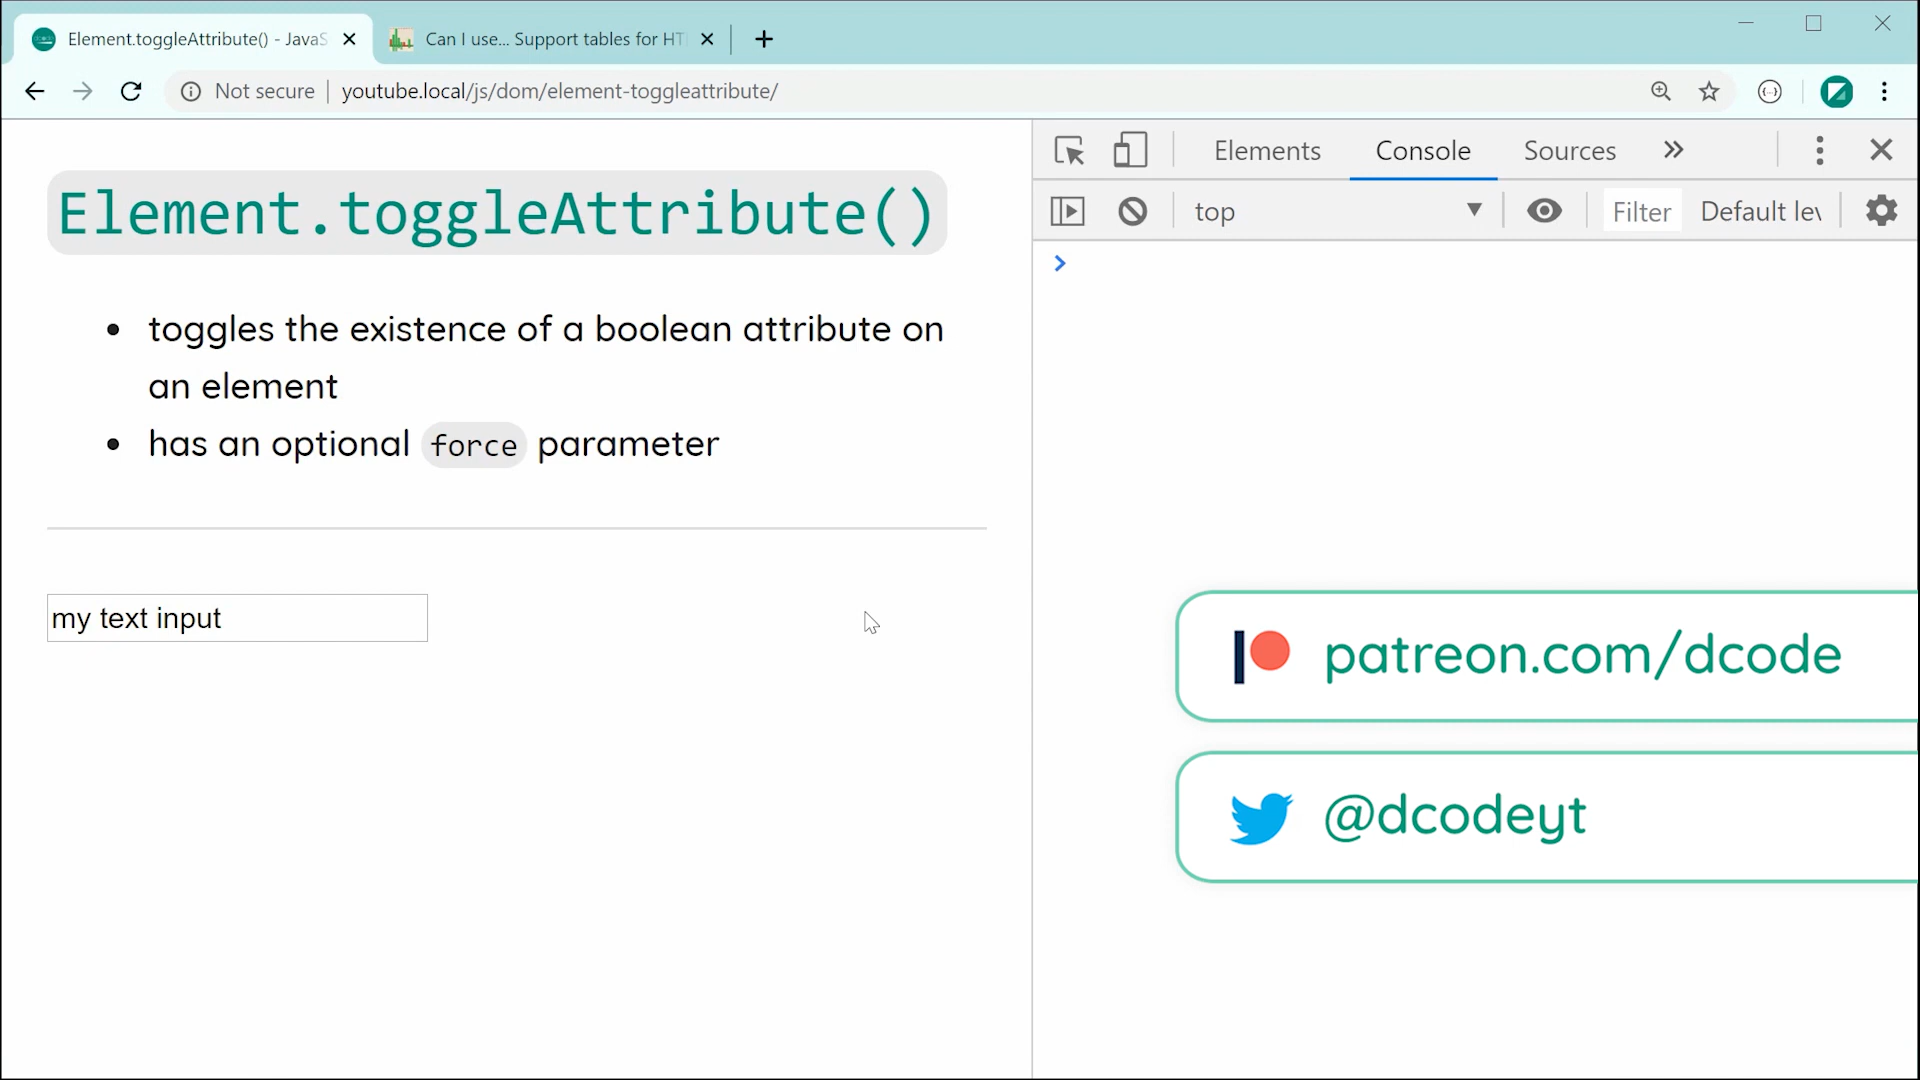 Element.toggleAttribute() - JavaS
Can I use... Support tables for HT
Not secure
youtube.local/js/dom/element-toggleattribute/
Element.toggleAttribute()
• toggles the existence of a boolean attribute on
an element
• has an optional force parameter
my text input
Elements
Console
Sources
top
Filter
Default lev
patreon.com/dcode
@dcodeyt